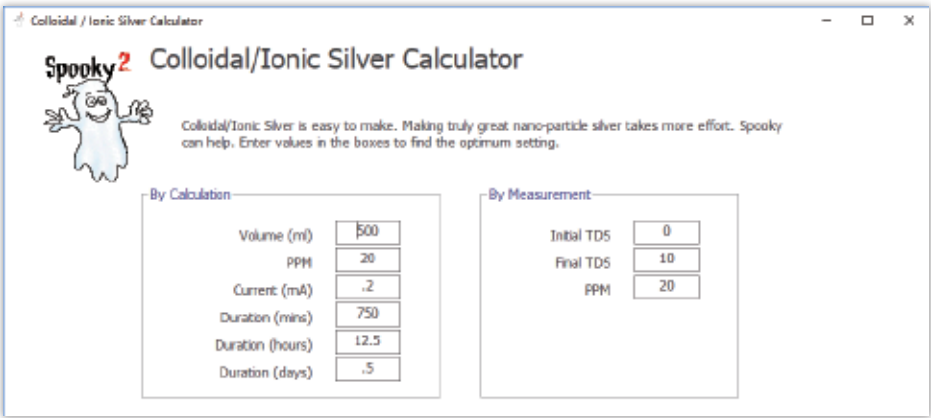 Colloidal / Ionic Silver Calculator
Spooky2
Colloidal/Ionic Silver Calculator
Colloidal/Ionic Silver is easy to make. Making truly great nano-particle silver takes more effort. Spooky
can help. Enter values in the boxes to find the optimum setting.
By Calculation
Volume (ml) 500
PPM 20
Current (mA) .2
Duration (mins) 750
Duration (hours) 12.5
Duration (days) .5
By Measurement
Initial TDS 0
Final TDS 10
PPM 20